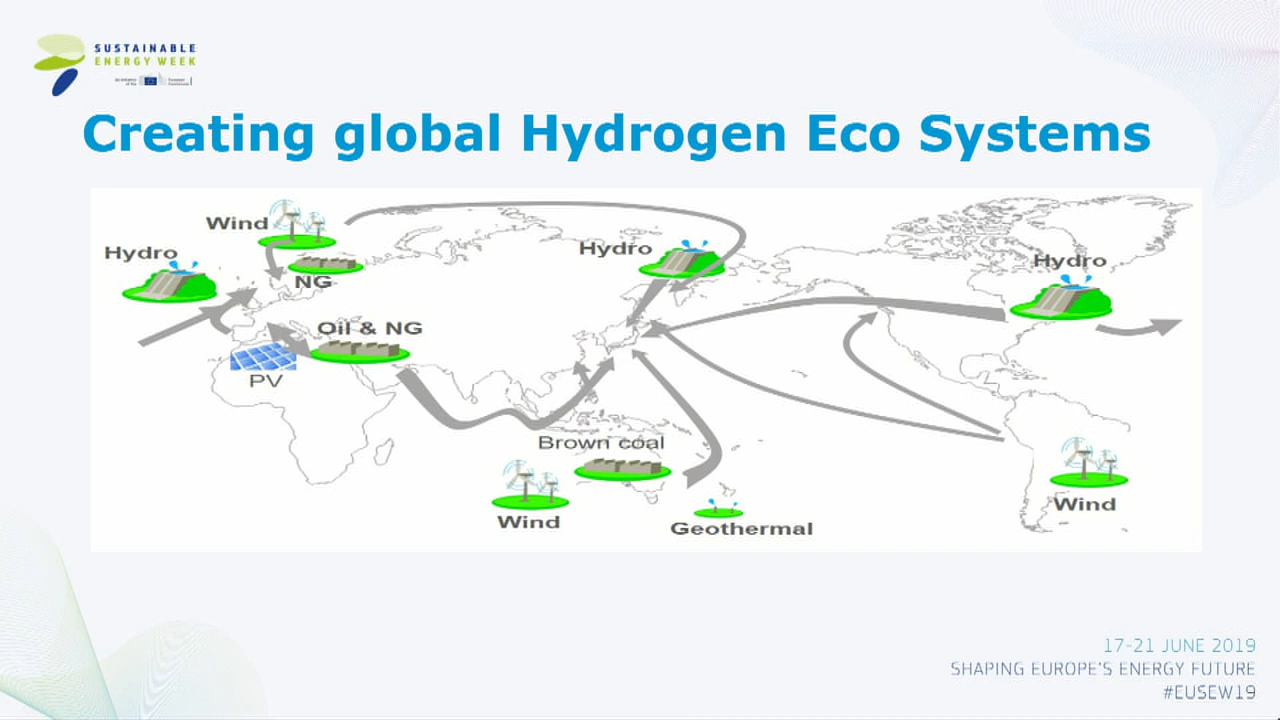 SUSTAINABLE
ENERGY WEEK
Creating global Hydrogen Eco Systems
Wind
Hydro
NG
Oil & NG
PV
Hydro
Hydro
Brown coal
Wind
Geothermal
Wind
17-21 JUNE 2019
SHAPING EUROPE'S ENERGY FUTURE
#EUSEW19